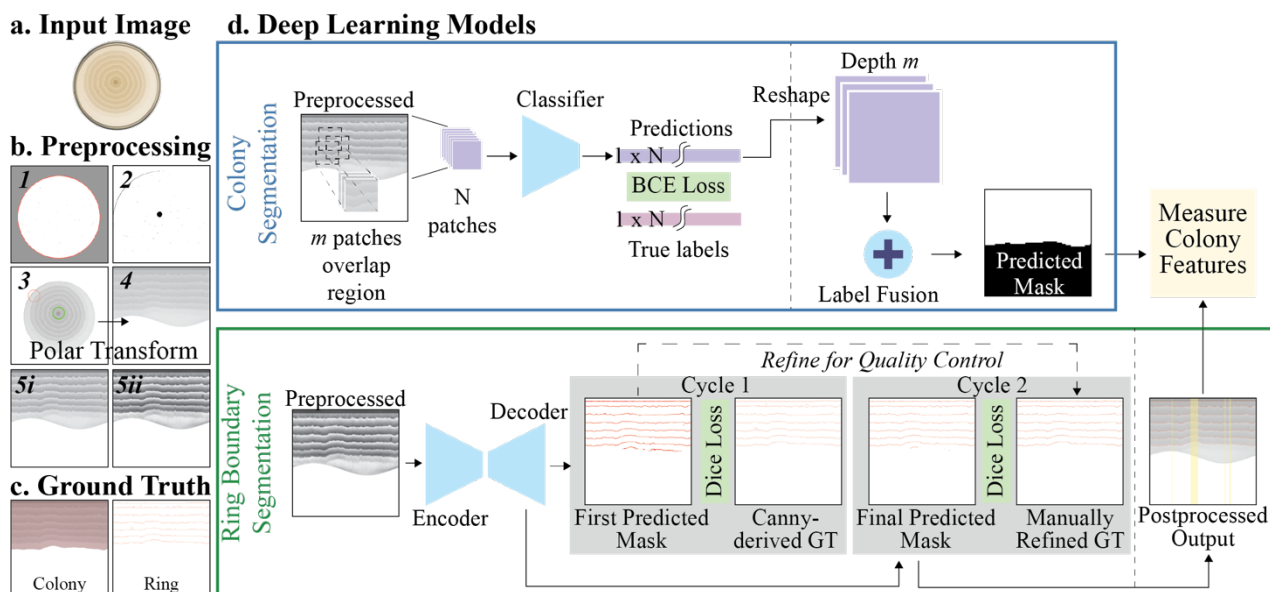 a. Input Image
b. Preprocessing
1
2
3
4
Polar Transform
5i
5ii
c. Ground Truth
Colony
Ring
d. Deep Learning Models
Colony
Segmentation
Preprocessed
m patches
overlap
region
N
patches
Classifier
Predictions
1 x N
BCE Loss
1 x N
True labels
Reshape
Depth m
Label Fusion
Predicted
Mask
Measure
Colony
Features
Ring Boundary
Segmentation
Preprocessed
Encoder
Decoder
Refine for Quality Control
Cycle 1
Dice Loss
First Predicted
Mask
Canny-
derived GT
Cycle 2
Dice Loss
Final Predicted
Mask
Manually
Refined GT
Postprocessed
Output